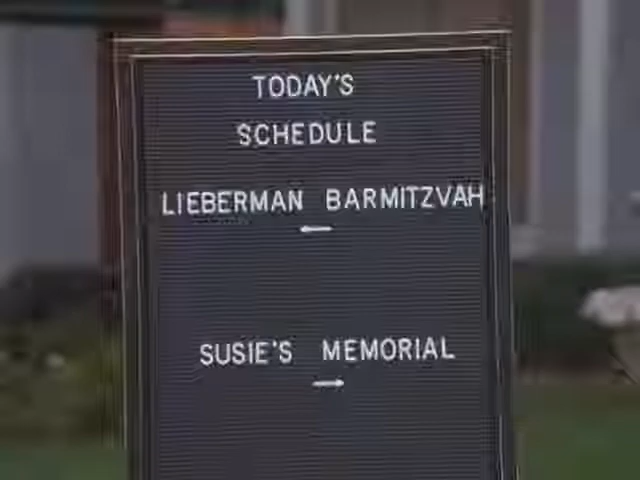 TODAY'S
SCHEDULE
LIEBERMAN BARMITZVAH
←
SUSIE'S MEMORIAL
→